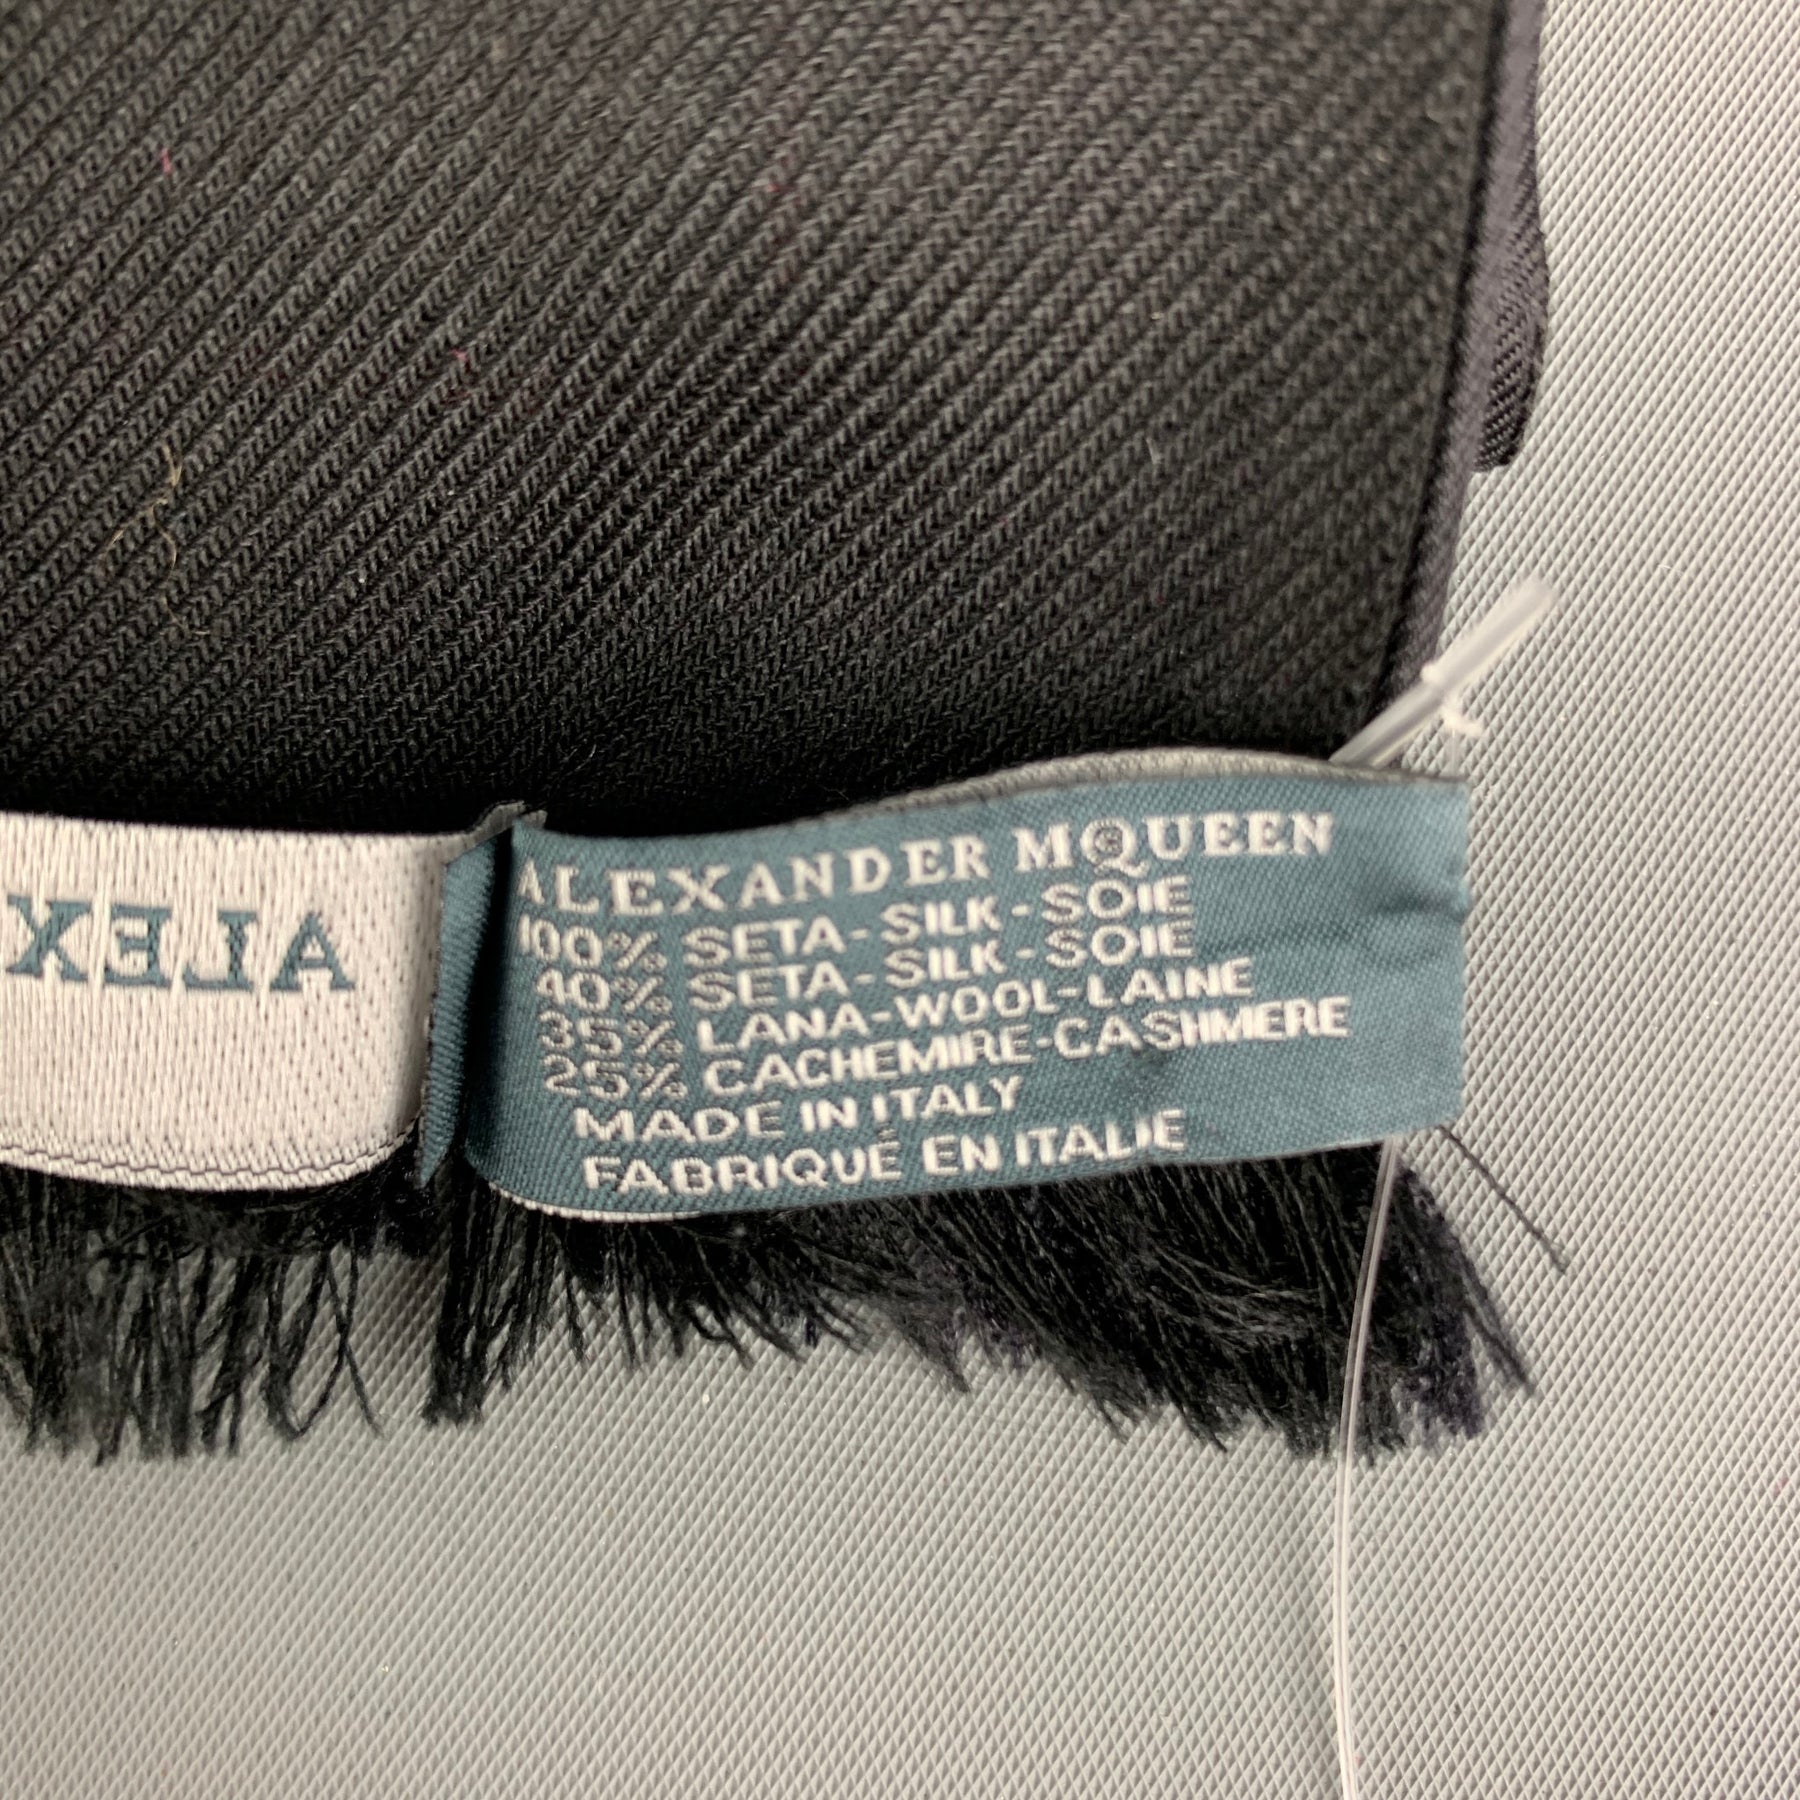 ALEX
ALEXANDER MQUEEN
100% SETA-SILK-SOIE
40% SETA-SILK-SOIE
35% LANA-WOOL-LAINE
25% CACHEMIRE-CASHMERE
MADE IN ITALY
FABRIQUE EN ITALIE